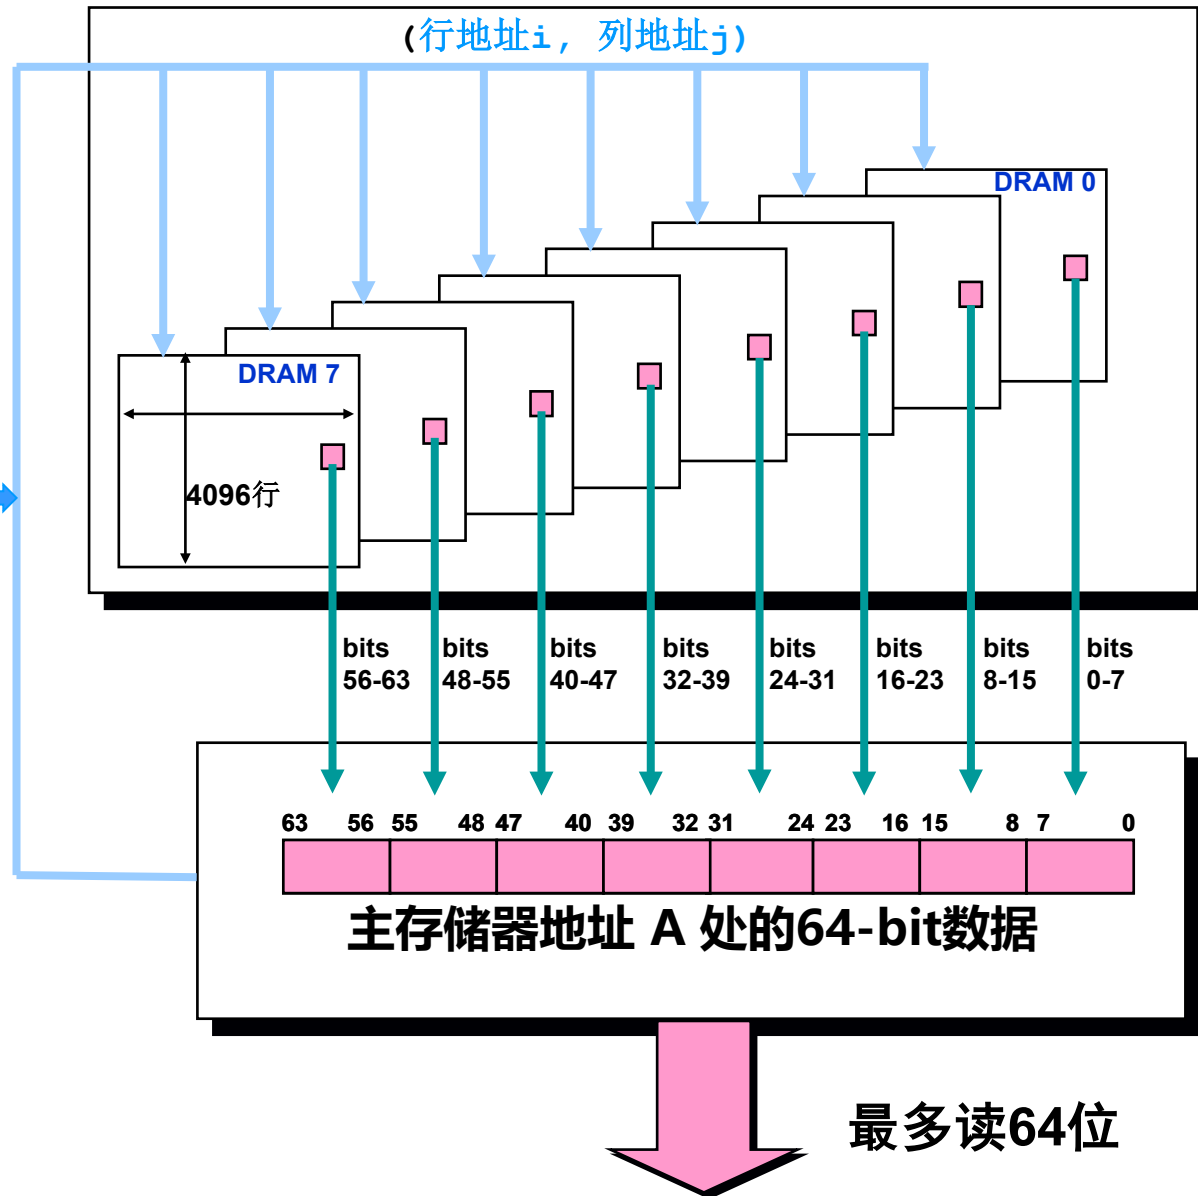 (行地址i, 列地址j)
DRAM 0
DRAM 7
4096行
bits 56-63
bits 48-55
bits 40-47
bits 32-39
bits 24-31
bits 16-23
bits 8-15
bits 0-7
63 56 55 48 47 40 39 32 31 24 23 16 15 8 7 0
主存储器地址 A 处的64-bit数据
最多读64位